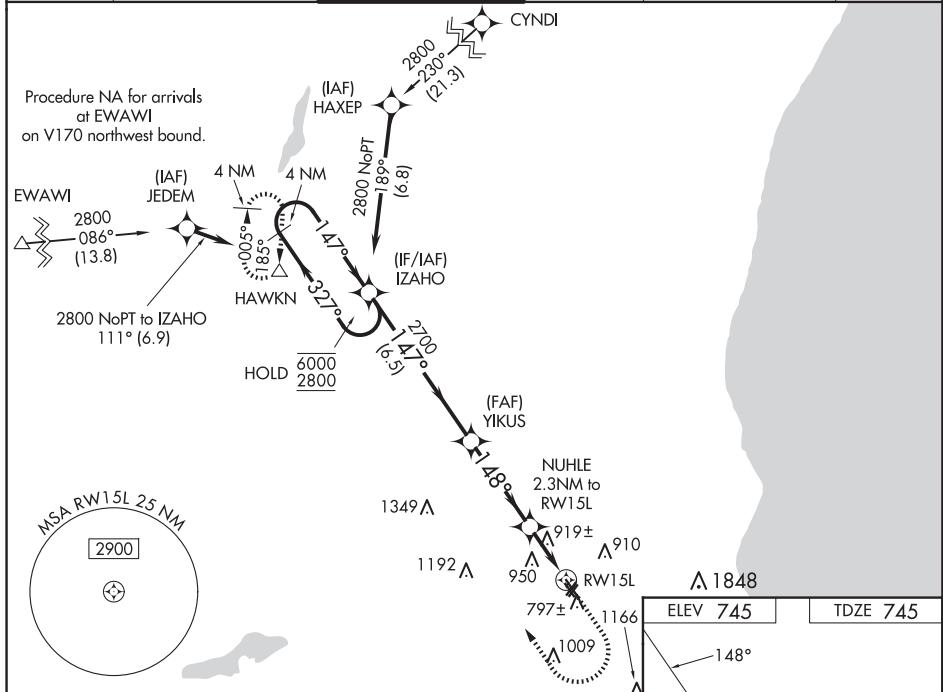 CYNDI
2800
230°
(21.3)
(IAF)
HAXEP
Procedure NA for arrivals
at EWAWI
on V170 northwest bound.
2800 NoPT
189°
(6.8)
(IAF)
JEDEM
4 NM
4 NM
EWAWI
2800
086°
(13.8)
005°
185°
147°
(IF/IAF)
IZAHO
HAWKN
327°
2800 NoPT to IZAHO
111° (6.9)
HOLD
6000
2800
2700
147°
(6.5)
(FAF)
YIKUS
148°
NUHLE
2.3NM to
RW15L
1349
919±
910
1192
950
RW15L
1848
MSA RW15L 25 NM
2900
797±
1166
1009
ELEV 745
TDZE 745
148°